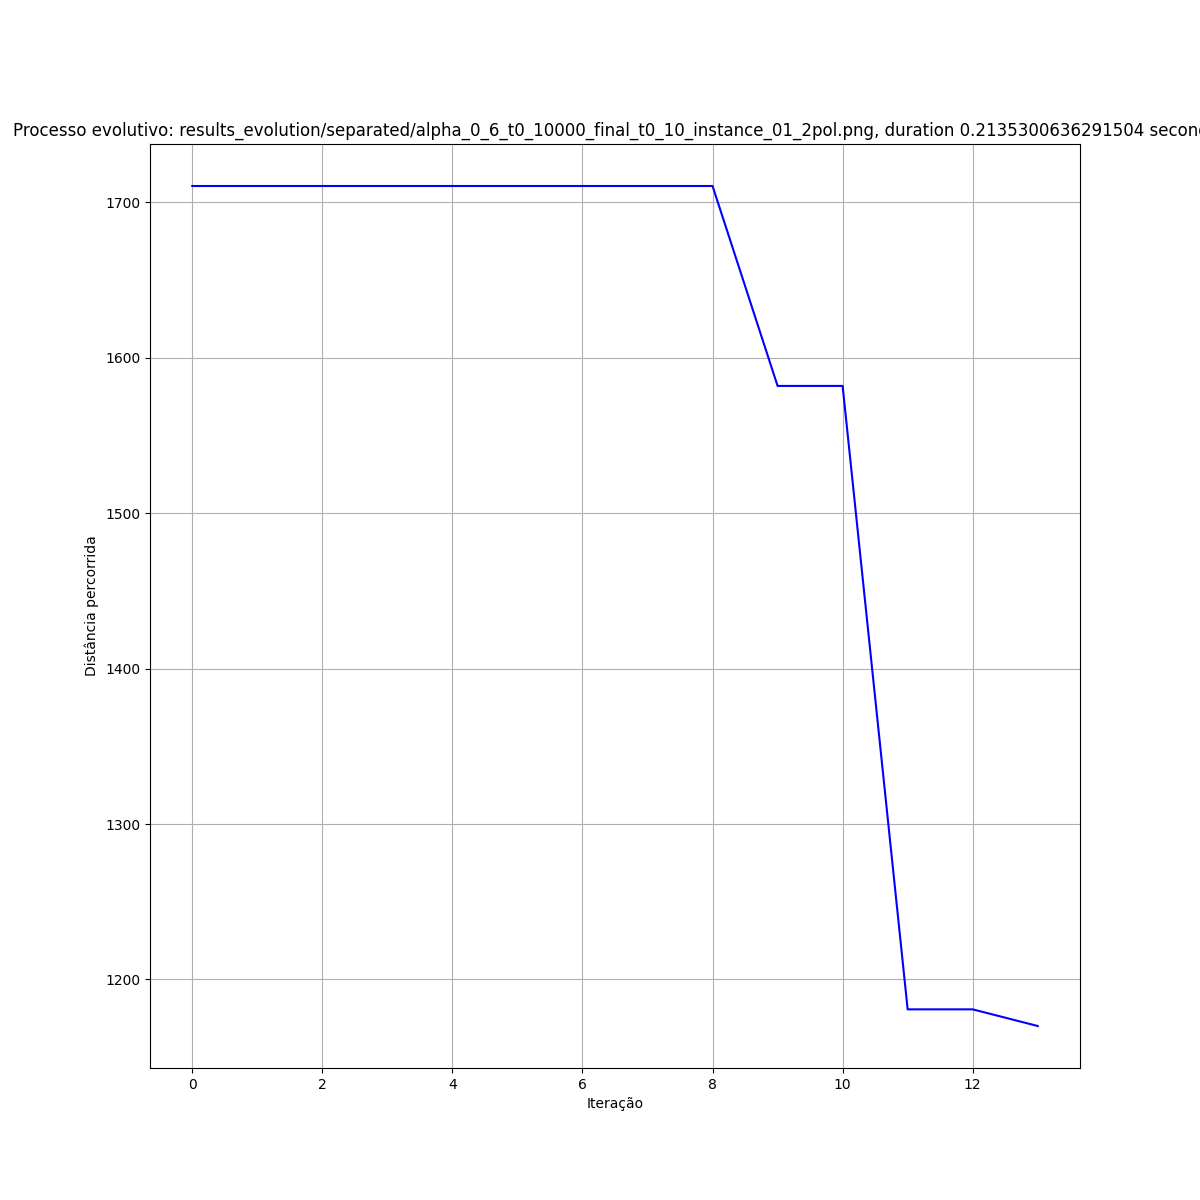 Processo evolutivo: results_evolution/separated/alpha_0_6_t0_10000_final_t0_10_instance_01_2pol.png, duration 0.2135300636291504
1700
1600
1500
1400
1300
1200
Distância percorrida
0 2 4 6 8 10 12
Iteração